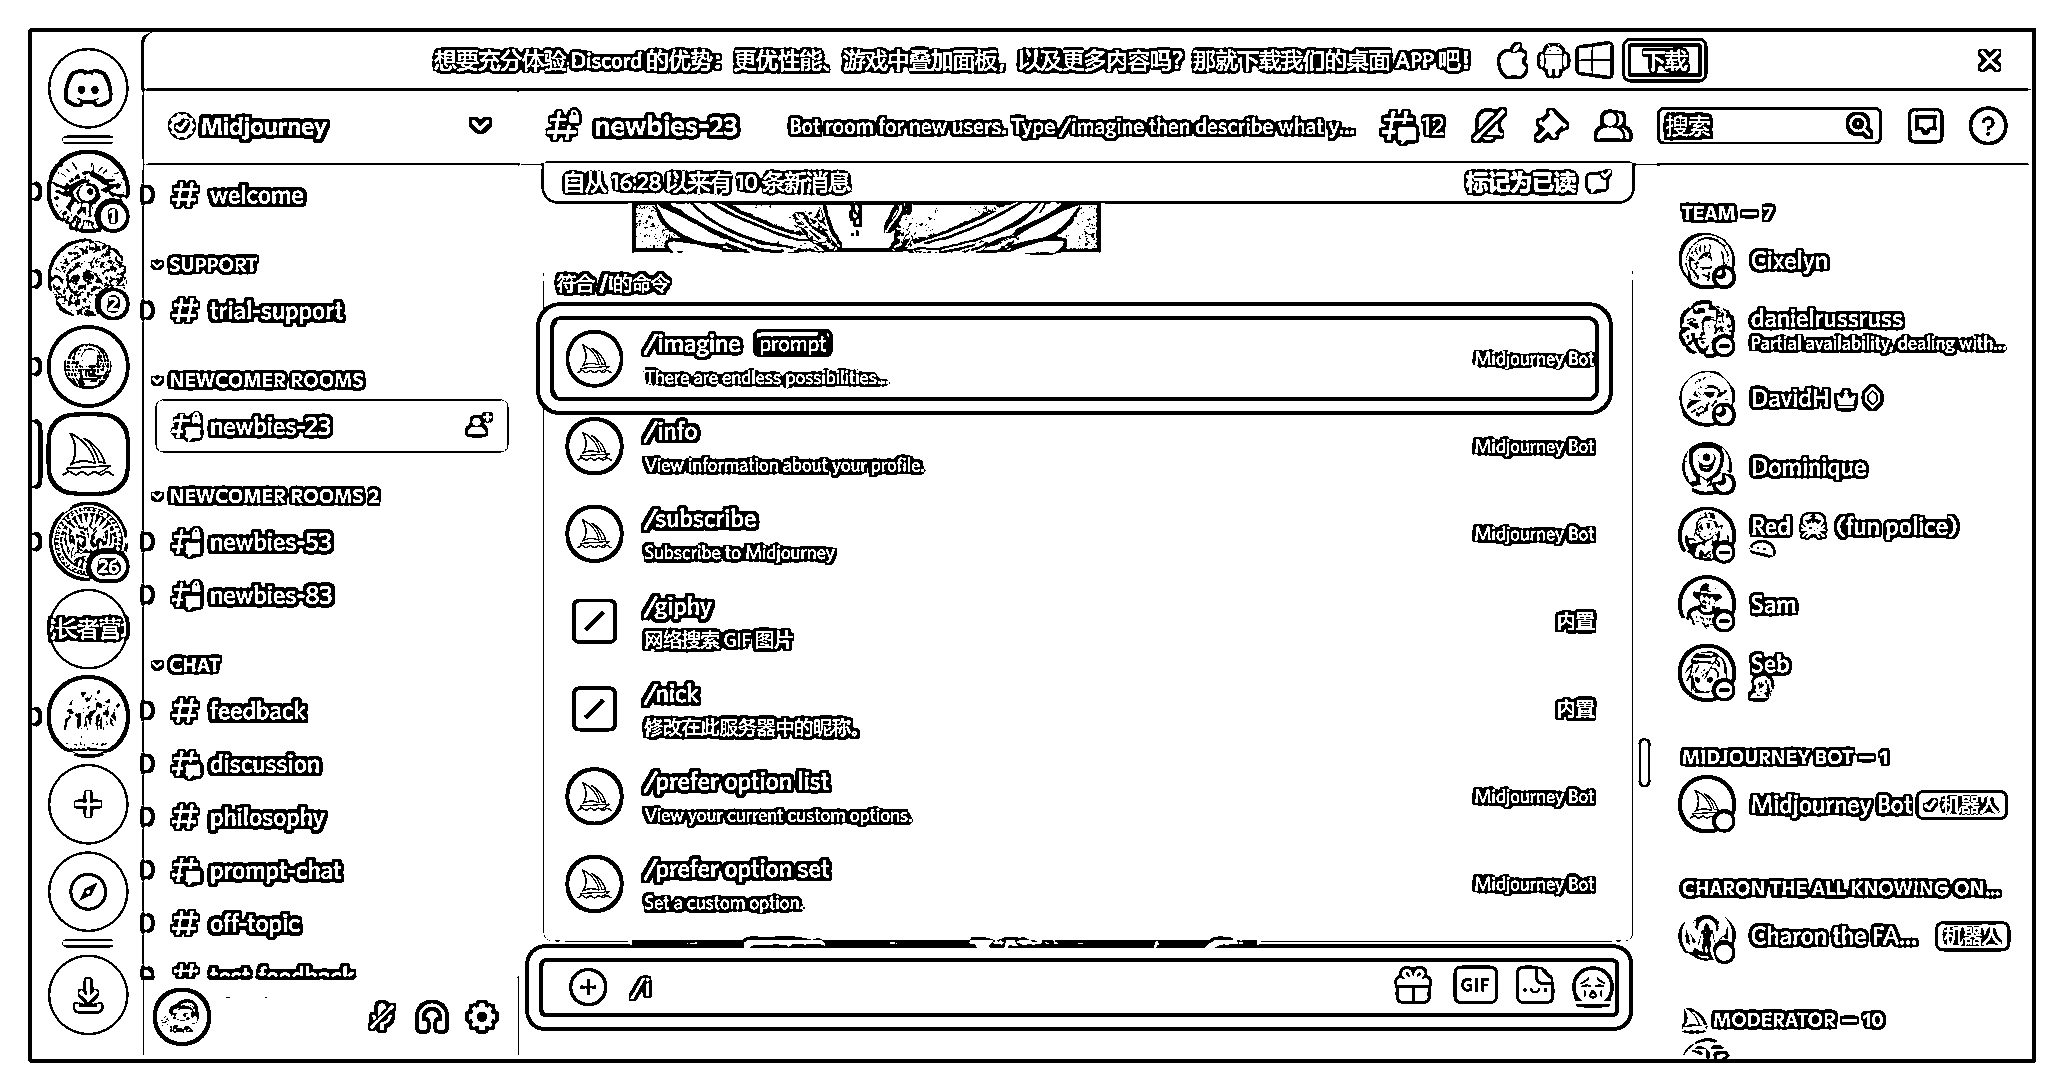 想要充分体验 Discord 的优势：更优性能、游戏中叠加面板，以及更多内容吗？那就下载我们的桌面 APP 吧！
下载
Midjourney
newbies-23
Bot room for new users. Type /imagine then describe what y...
12
搜索
1
2
26
长者营
welcome
SUPPORT
trial-support
NEWCOMER ROOMS
newbies-23
NEWCOMER ROOMS 2
newbies-53
newbies-83
CHAT
feedback
discussion
philosophy
prompt-chat
off-topic
自从 16:28 以来有 10 条新消息
标记为已读
符合 /i的命令
/imagine prompt
There are endless possibilities...
Midjourney Bot
/info
View information about your profile.
Midjourney Bot
/subscribe
Subscribe to Midjourney
Midjourney Bot
/giphy
网络搜索 GIF 图片
内置
/nick
修改在此服务器中的昵称。
内置
/prefer option list
View your current custom options.
Midjourney Bot
/prefer option set
Set a custom option.
Midjourney Bot
/i
GIF
TEAM — 7
Cixelyn
danielrussruss
Partial availability, dealing with...
DavidH
Dominique
Red 🦀 (fun police)
Sam
Seb
MIDJOURNEY BOT — 1
Midjourney Bot 机器人
CHARON THE ALL KNOWING ON...
Charon the FA... 机器人
MODERATOR — 10